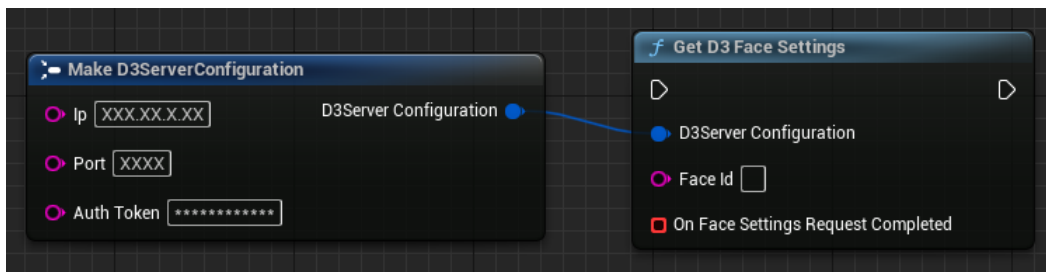 Make D3ServerConfiguration
Ip XXX.XX.X.XX
D3Server Configuration
Port XXXX
Auth Token ************
f Get D3 Face Settings
D3Server Configuration
Face Id
On Face Settings Request Completed